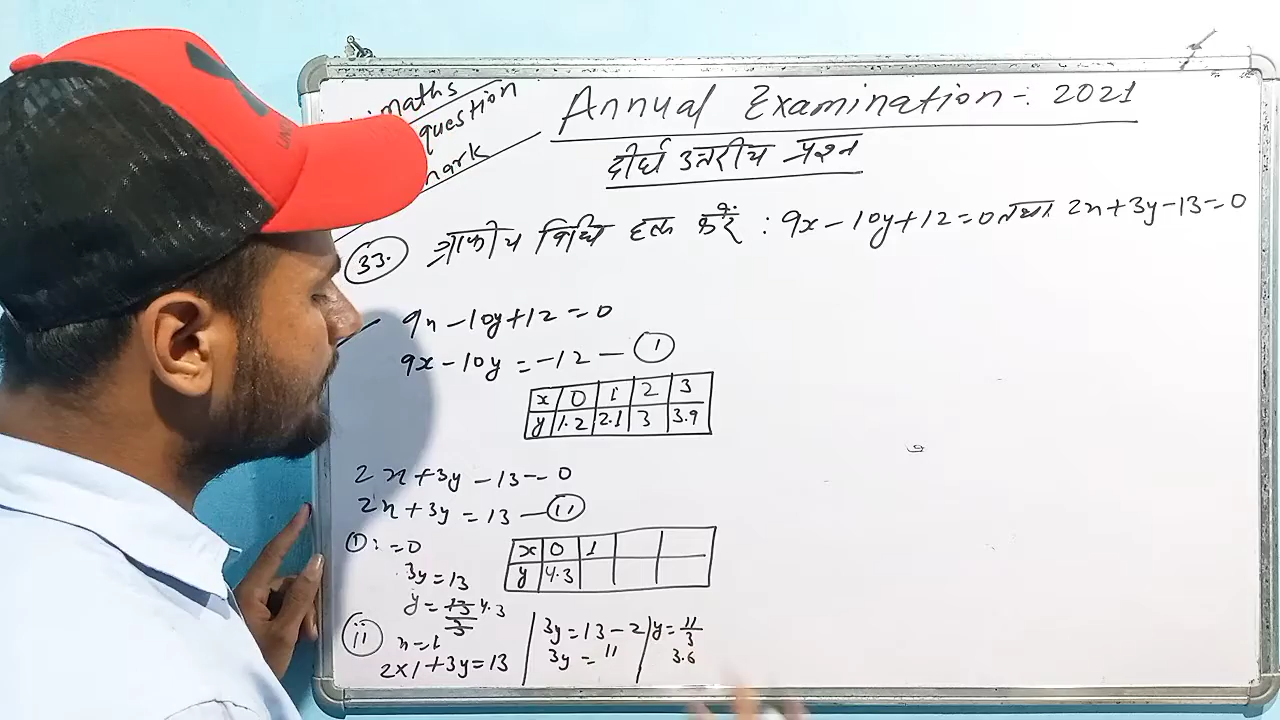 maths
question
mark
Annual Examination-: 2021
दीर्घ उत्तरीय प्रश्न
33. ग्राफीय विधि हल करें : 9x-10y+12=0 तथा 2x+3y-13=0
9x-10y+12=0
9x-10y=-12 — (1)
x 0 1 2 3
y 1.2 2.1 3 3.9
2x+3y-13=0
2x+3y=13 — (11)
(1) : =0
x 0 1
y 4.3
3y=13
y = 13/3 4.3
(ii) x=1
2×1+3y=13
3y=13-2
3y=11
y=11/3
3.6